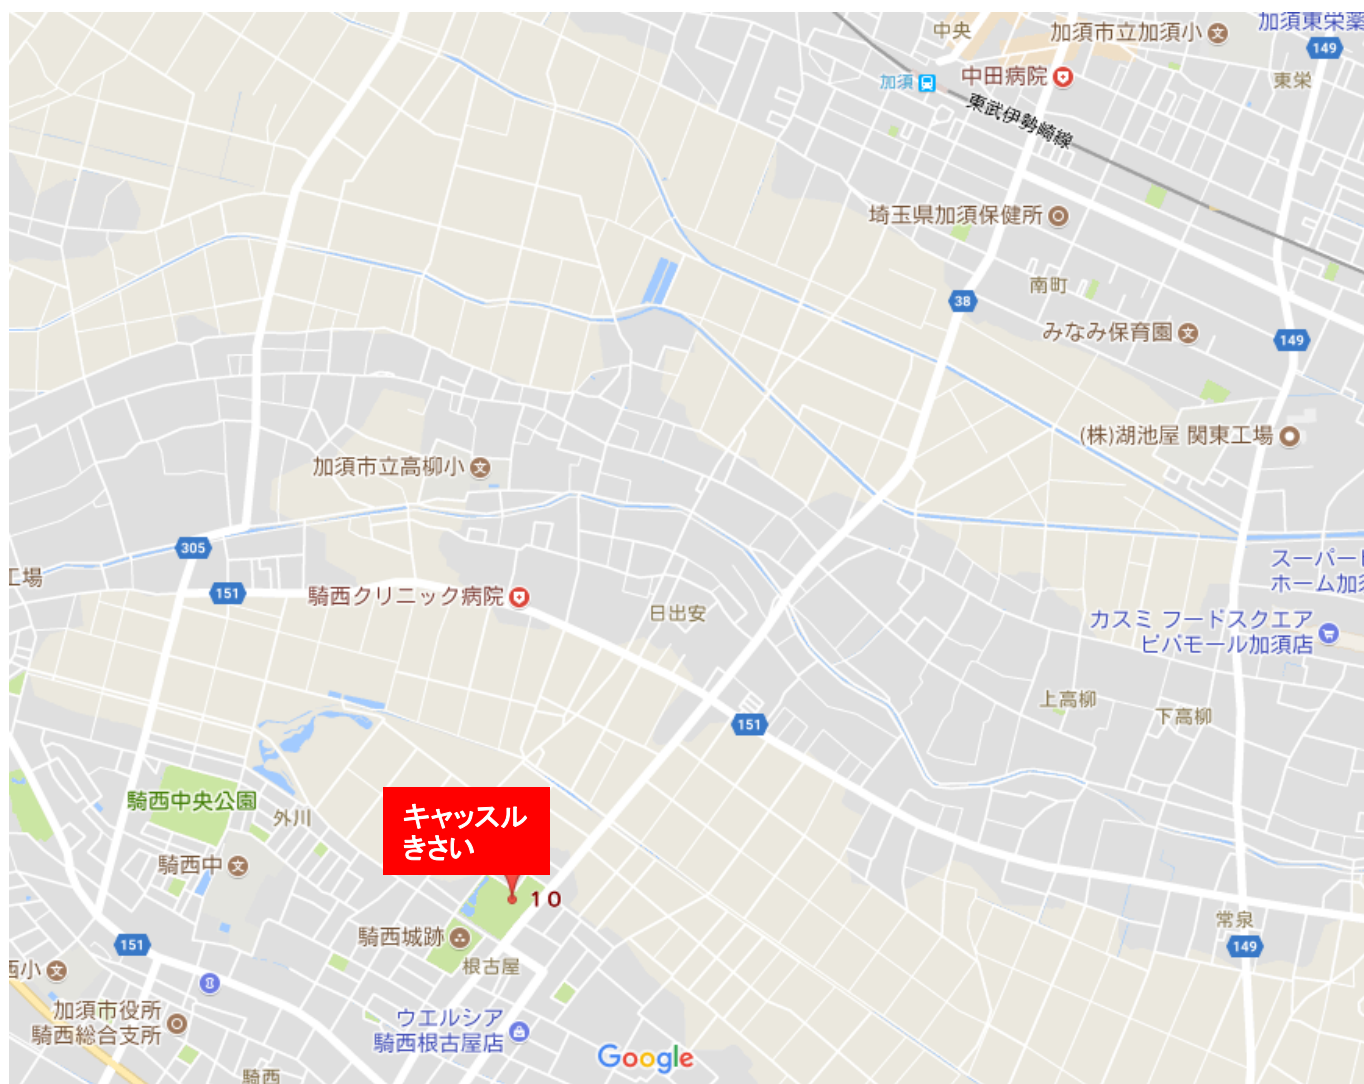 中央
加須市立加須小
加須東栄薬
149
加須
中田病院
東栄
東武伊勢崎線
埼玉県加須保健所
南町
38
みなみ保育園
149
(株)湖池屋 関東工場
加須市立高柳小
305
工場
151
騎西クリニック病院
日出安
スーパー
ホーム加
カスミ フードスクエア
ビバモール加須店
上高柳
下高柳
151
騎西中央公園
外川
キャッスル
きさい
騎西中
10
騎西城跡
常泉
151
149
根古屋
西小
加須市役所
騎西総合支所
ウエルシア
騎西根古屋店
Google
騎西